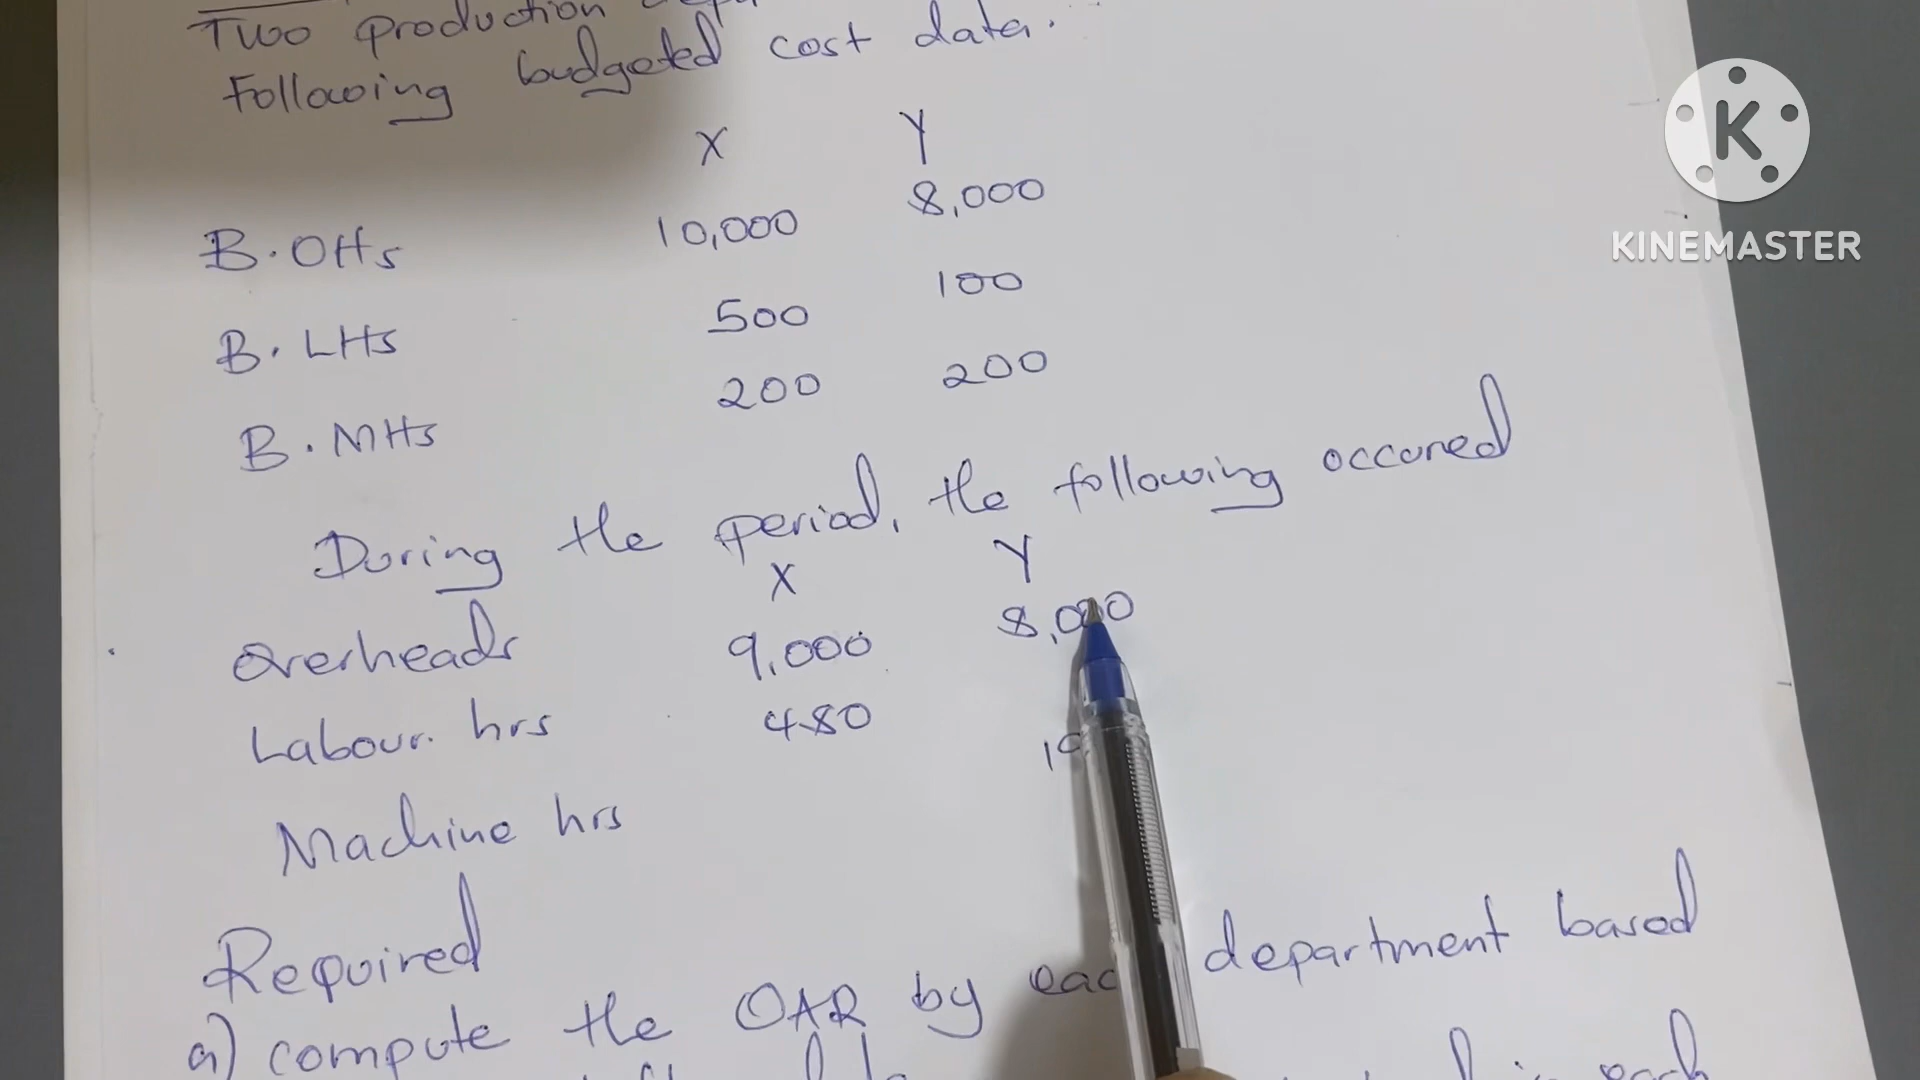 Two production
Following budgeted cost data.
X Y
B.OHs 10,000 8,000
B.LHs 500 100
B.MHs 200 200
During the period, the following occured
X Y
Overheads 9,000 8,000
Labour. hrs 480
Machine hrs
Required
a) compute the OAR by each department based
K
KINEMASTER